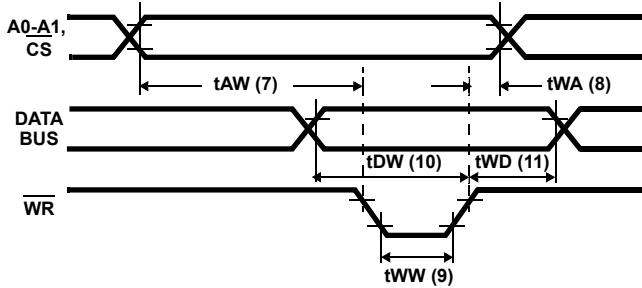 A0-A1,
CS
tAW (7)
tWA (8)
DATA
BUS
tDW (10)
tWD (11)
WR
tWW (9)